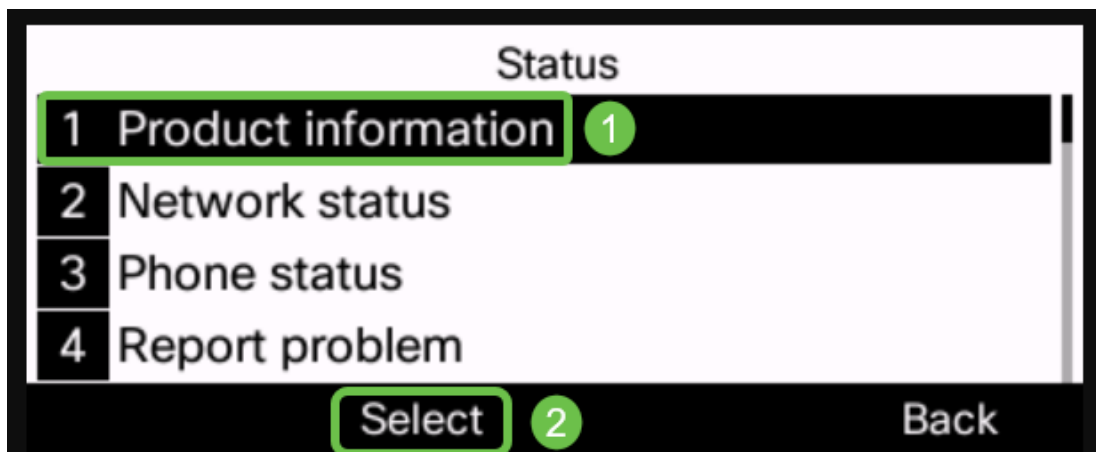 Status
1 Product information 1
2 Network status
3 Phone status
4 Report problem
Select 2 Back